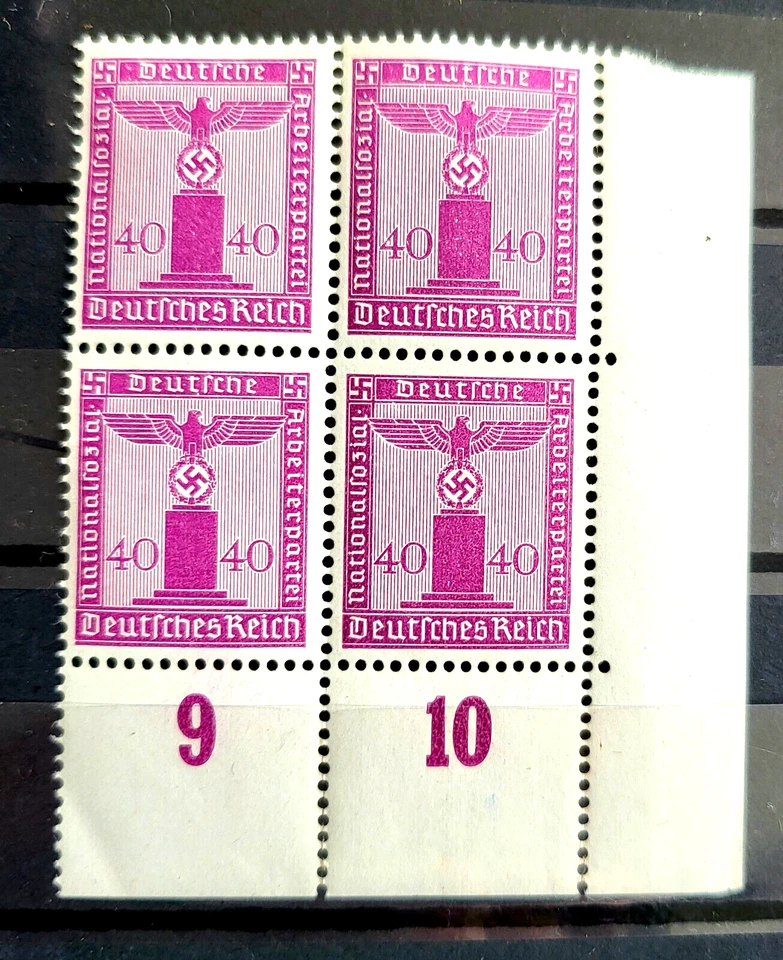 Deutsche
Nationalsozial.
Arbeiterpartei
40 40
Deutsches Reich
Deutsche
Nationalsozial.
Arbeiterpartei
40 40
Deutsches Reich
Deutsche
Nationalsozial.
Arbeiterpartei
40 40
Deutsches Reich
Deutsche
Nationalsozial.
Arbeiterpartei
40 40
Deutsches Reich
9 10